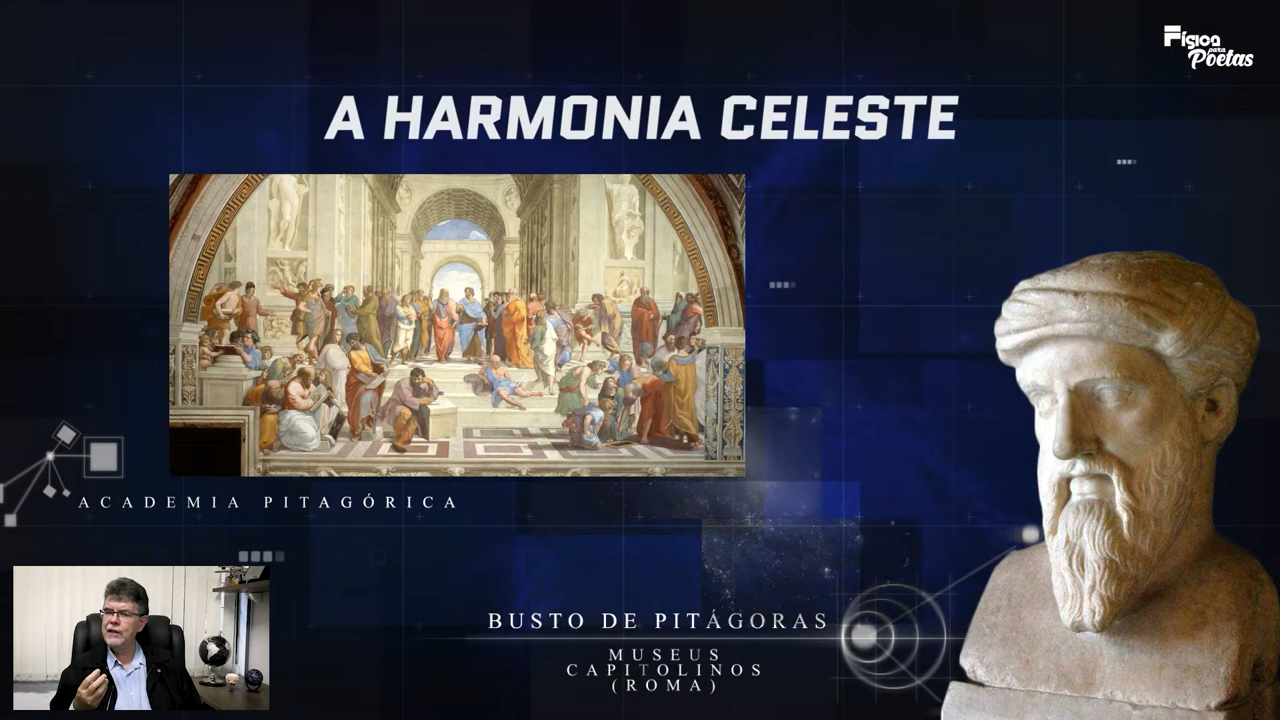 Física
para
Poetas
A HARMONIA CELESTE
ACADEMIA PITAGÓRICA
BUSTO DE PITÁGORAS
MUSEUS
CAPITOLINOS
(ROMA)